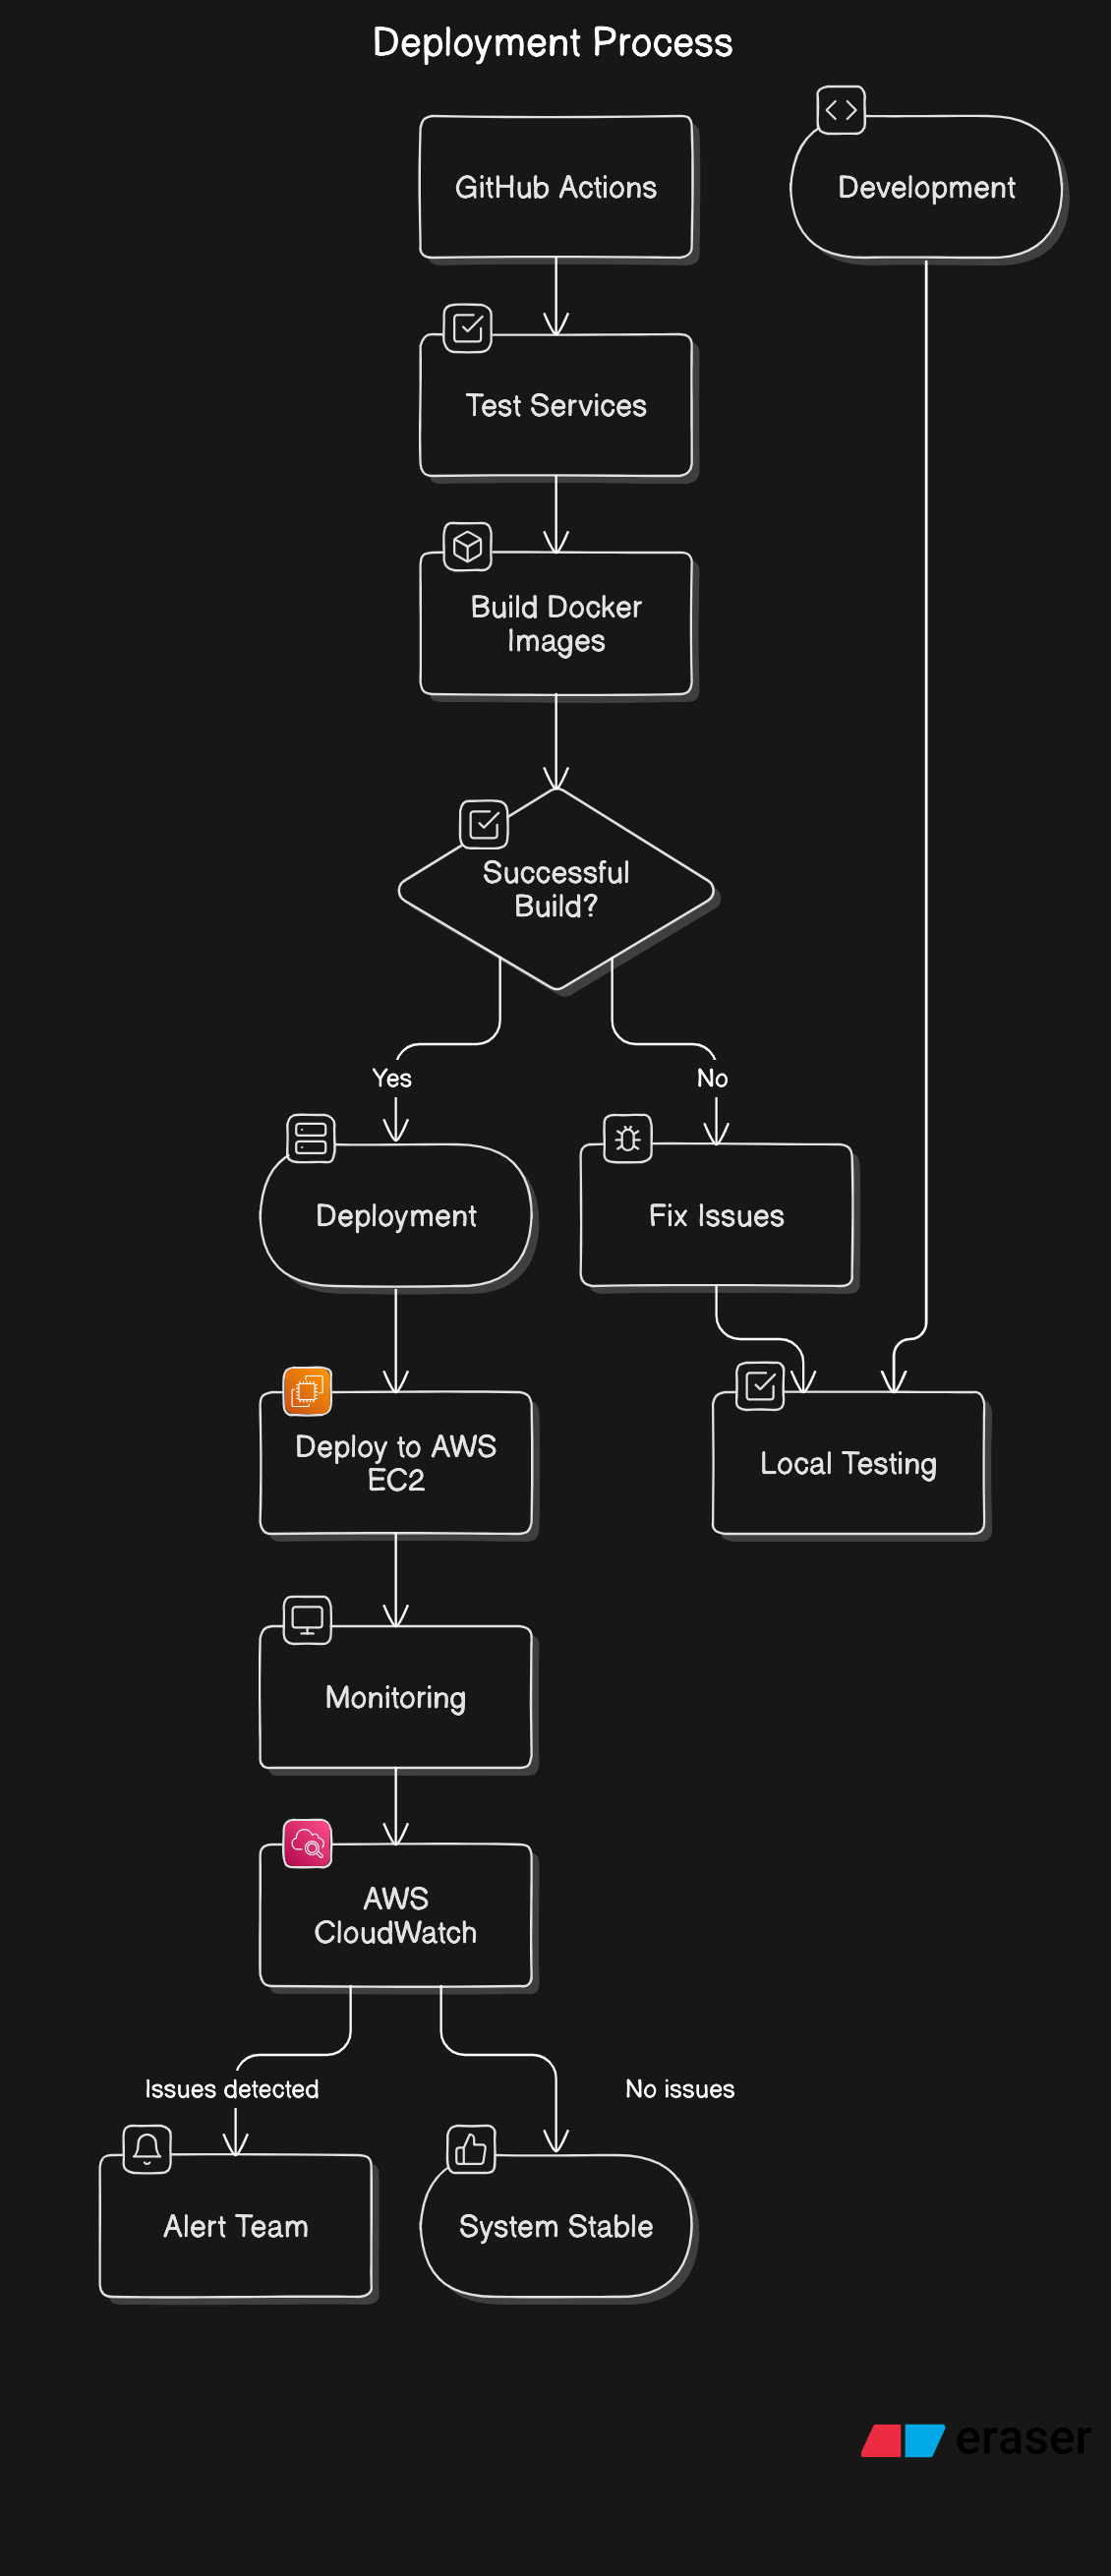 Deployment Process
GitHub Actions
Development
Test Services
Build Docker
Images
Successful
Build?
Yes
No
Deployment
Fix Issues
Deploy to AWS
EC2
Local Testing
Monitoring
AWS
CloudWatch
Issues detected
No issues
Alert Team
System Stable
eraser